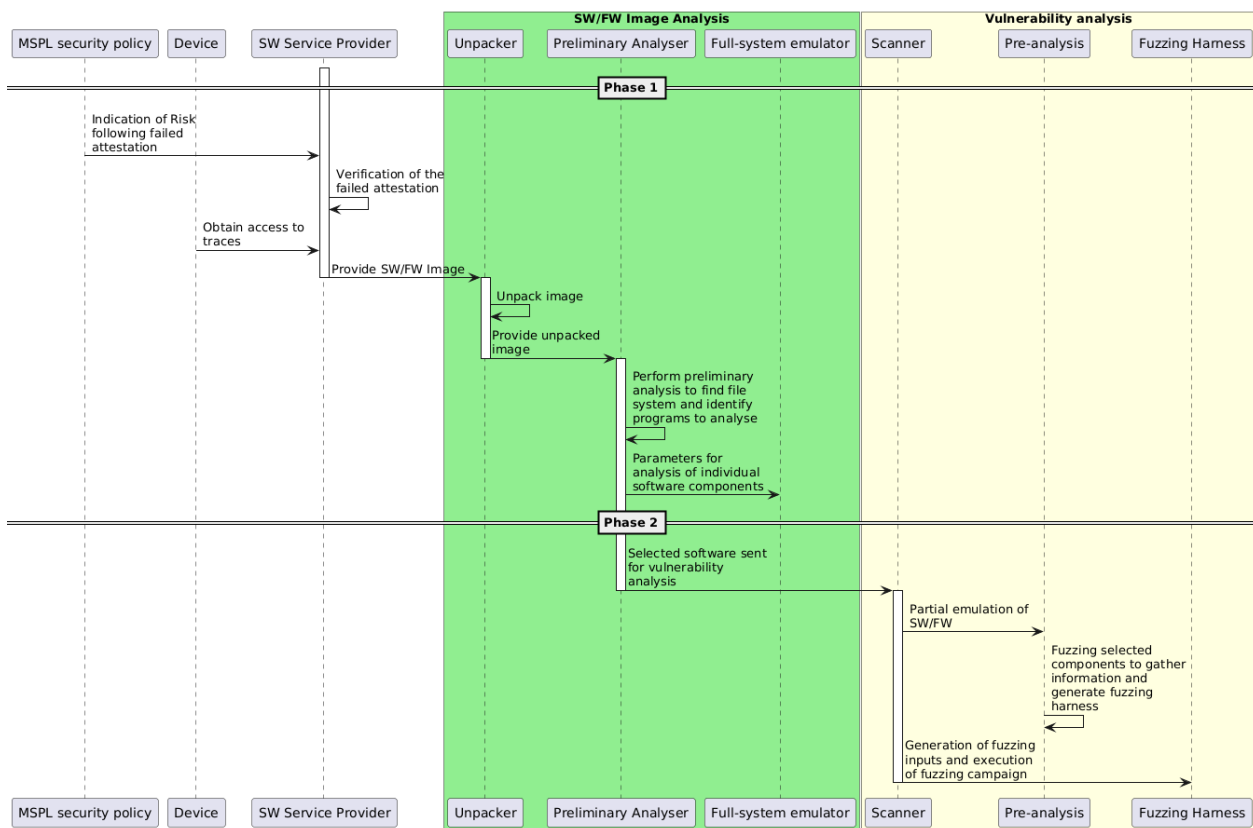 SW/FW Image Analysis
Vulnerability analysis
MSPL security policy
Device
SW Service Provider
Unpacker
Preliminary Analyser
Full-system emulator
Scanner
Pre-analysis
Fuzzing Harness
Phase 1
Indication of Risk
following failed
attestation
Verification of the
failed attestation
Obtain access to
traces
Provide SW/FW Image
Unpack image
Provide unpacked
image
Perform preliminary
analysis to find file
system and identify
programs to analyse
Parameters for
analysis of individual
software components
Phase 2
Selected software sent
for vulnerability
analysis
Partial emulation of
SW/FW
Fuzzing selected
components to gather
information and
generate fuzzing
harness
Generation of fuzzing
inputs and execution
of fuzzing campaign
MSPL security policy
Device
SW Service Provider
Unpacker
Preliminary Analyser
Full-system emulator
Scanner
Pre-analysis
Fuzzing Harness